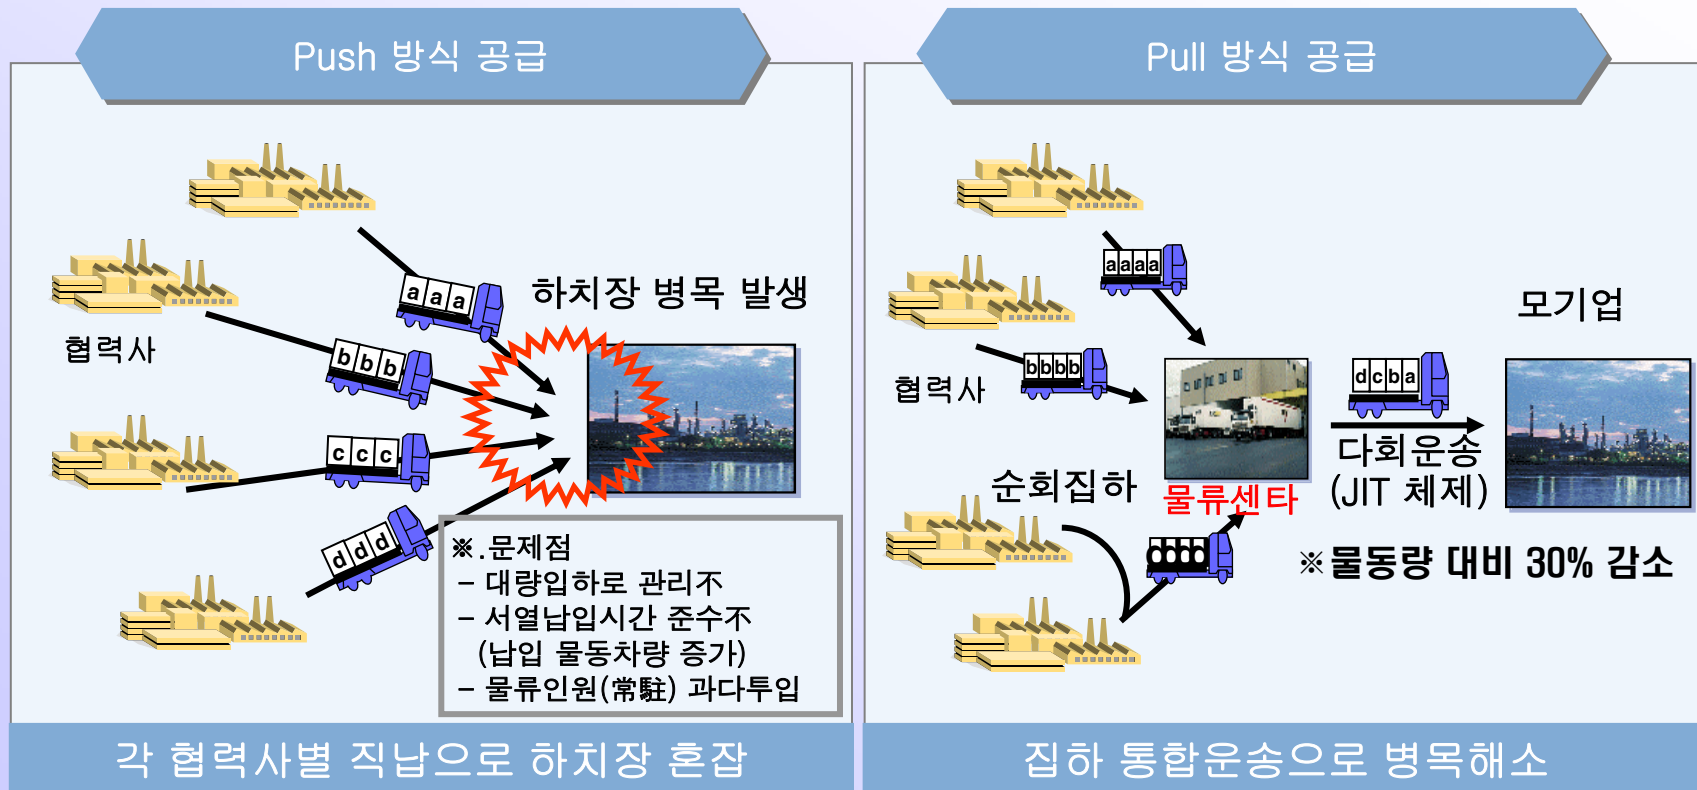 Push 방식 공급
하치장 병목 발생
협력사
a a a
b b b
c c c
d d d
※.문제점
- 대량입하로 관리不
- 서열납입시간 준수不
(납입 물동차량 증가)
- 물류인원(常駐) 과다투입
각 협력사별 직납으로 하치장 혼잡
Pull 방식 공급
a a a a
모기업
b b b b
협력사
d c b a
다회운송
(JIT 체제)
순회집하
물류센타
※물동량 대비 30% 감소
집하 통합운송으로 병목해소